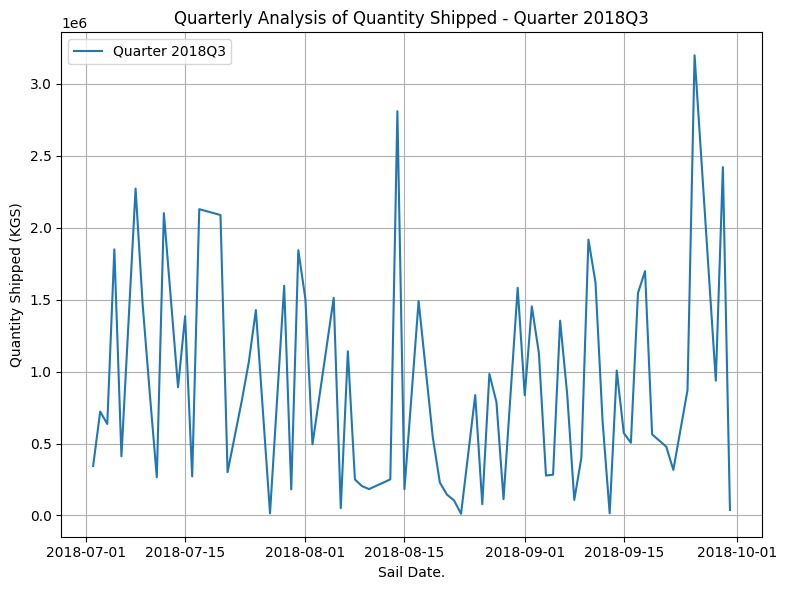 Quarterly Analysis of Quantity Shipped - Quarter 2018Q3
1e6
Quarter 2018Q3
3.0
2.5
2.0
1.5
1.0
0.5
0.0
Quantity Shipped (KGS)
2018-07-01 2018-07-15 2018-08-01 2018-08-15 2018-09-01 2018-09-15 2018-10-01
Sail Date.